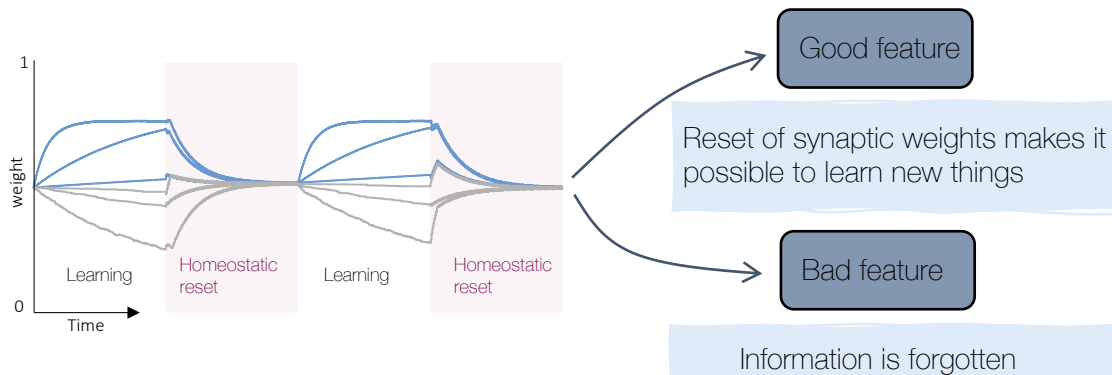 1
weight
0
Time
Learning
Homeostatic
reset
Learning
Homeostatic
reset
Good feature
Reset of synaptic weights makes it
possible to learn new things
Bad feature
Information is forgotten